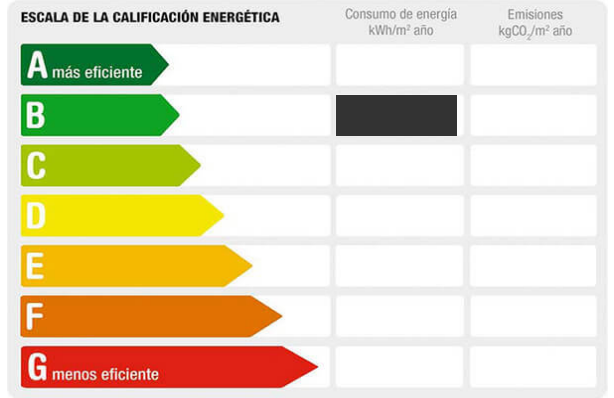 ESCALA DE LA CALIFICACIÓN ENERGÉTICA
Consumo de energía
kWh/m² año
Emisiones
kgCO₂/m² año
A más eficiente
B
C
D
E
F
G menos eficiente